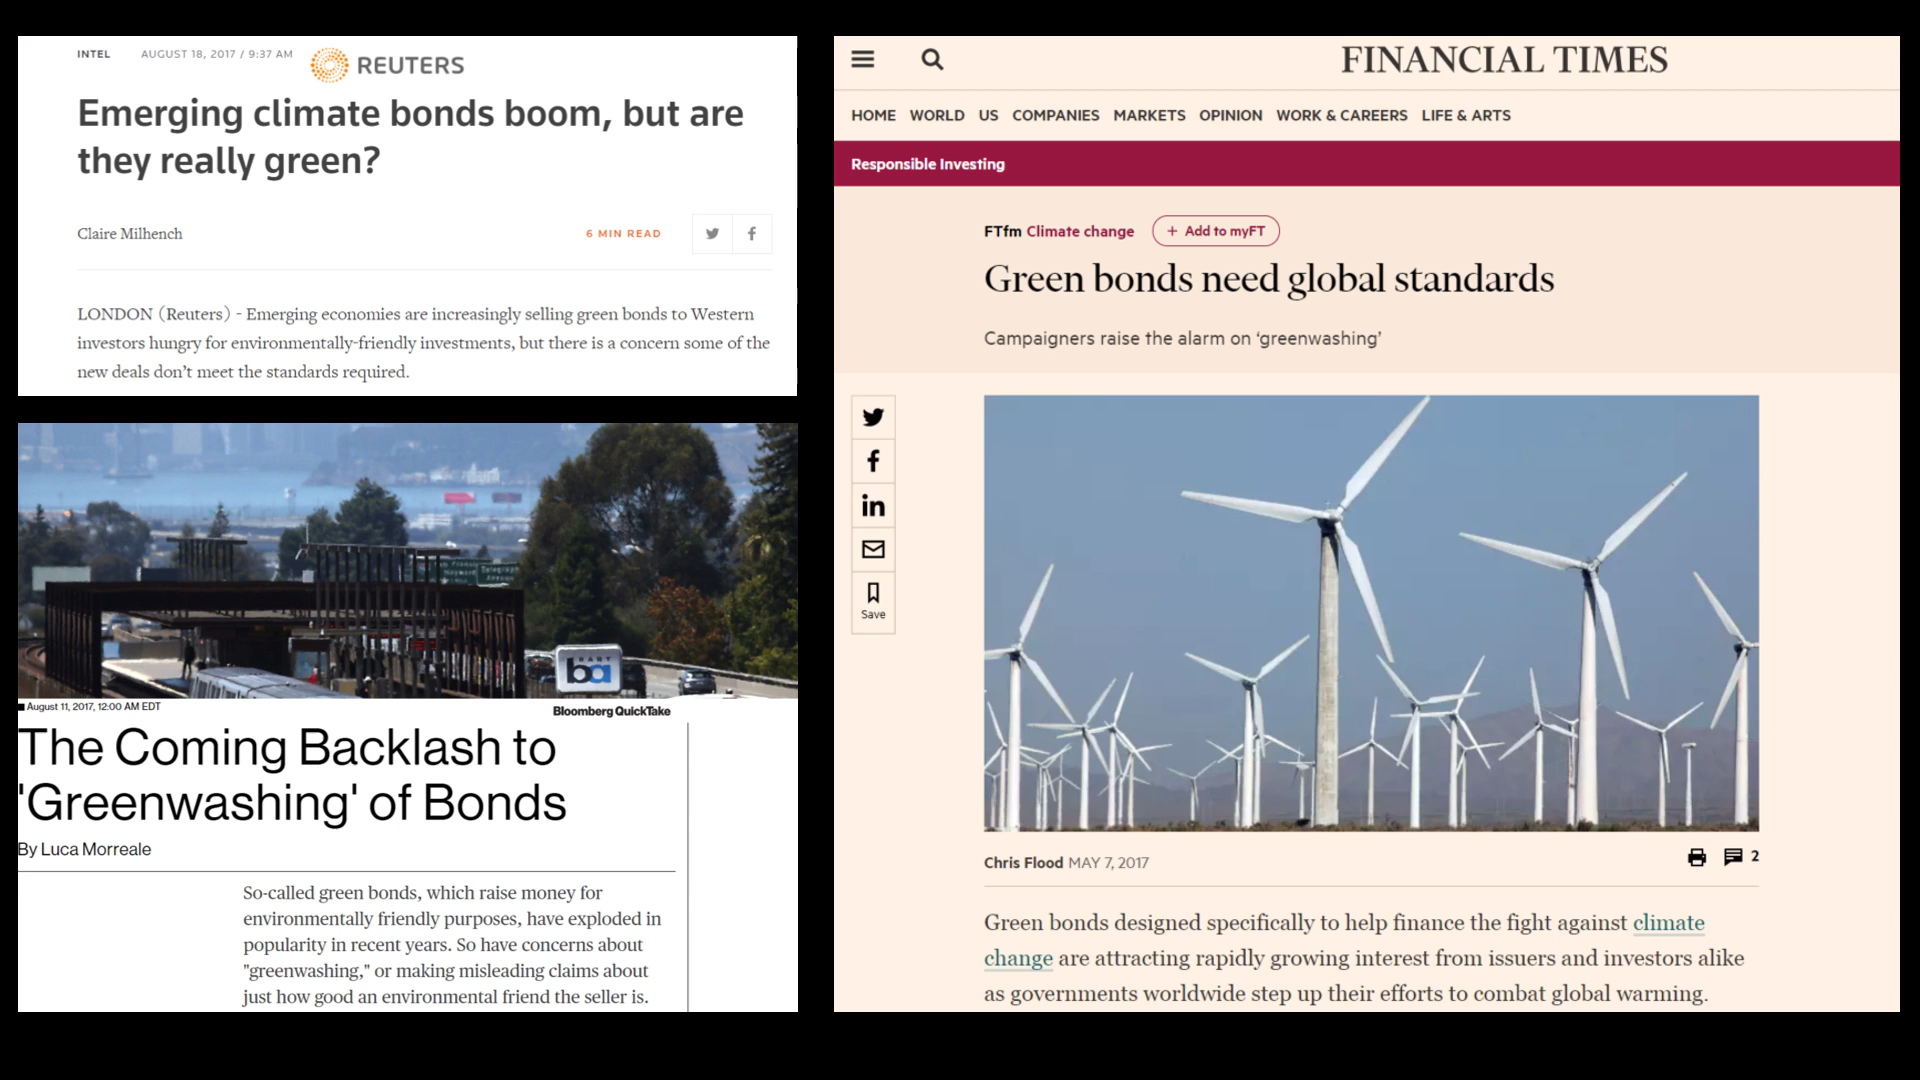 INTEL AUGUST 18, 2017 / 9:37 AM REUTERS
Emerging climate bonds boom, but are
they really green?
Claire Milhench 6 MIN READ
LONDON (Reuters) - Emerging economies are increasingly selling green bonds to Western
investors hungry for environmentally-friendly investments, but there is a concern some of the
new deals don't meet the standards required.
BART
ba
August 11, 2017, 12:00 AM EDT
Bloomberg QuickTake
The Coming Backlash to
'Greenwashing' of Bonds
By Luca Morreale
So-called green bonds, which raise money for
environmentally friendly purposes, have exploded in
popularity in recent years. So have concerns about
"greenwashing," or making misleading claims about
just how good an environmental friend the seller is.
FINANCIAL TIMES
HOME WORLD US COMPANIES MARKETS OPINION WORK & CAREERS LIFE & ARTS
Responsible Investing
FTfm Climate change + Add to myFT
Green bonds need global standards
Campaigners raise the alarm on ‘greenwashing’
in
Save
Chris Flood MAY 7, 2017
2
Green bonds designed specifically to help finance the fight against climate
change are attracting rapidly growing interest from issuers and investors alike
as governments worldwide step up their efforts to combat global warming.